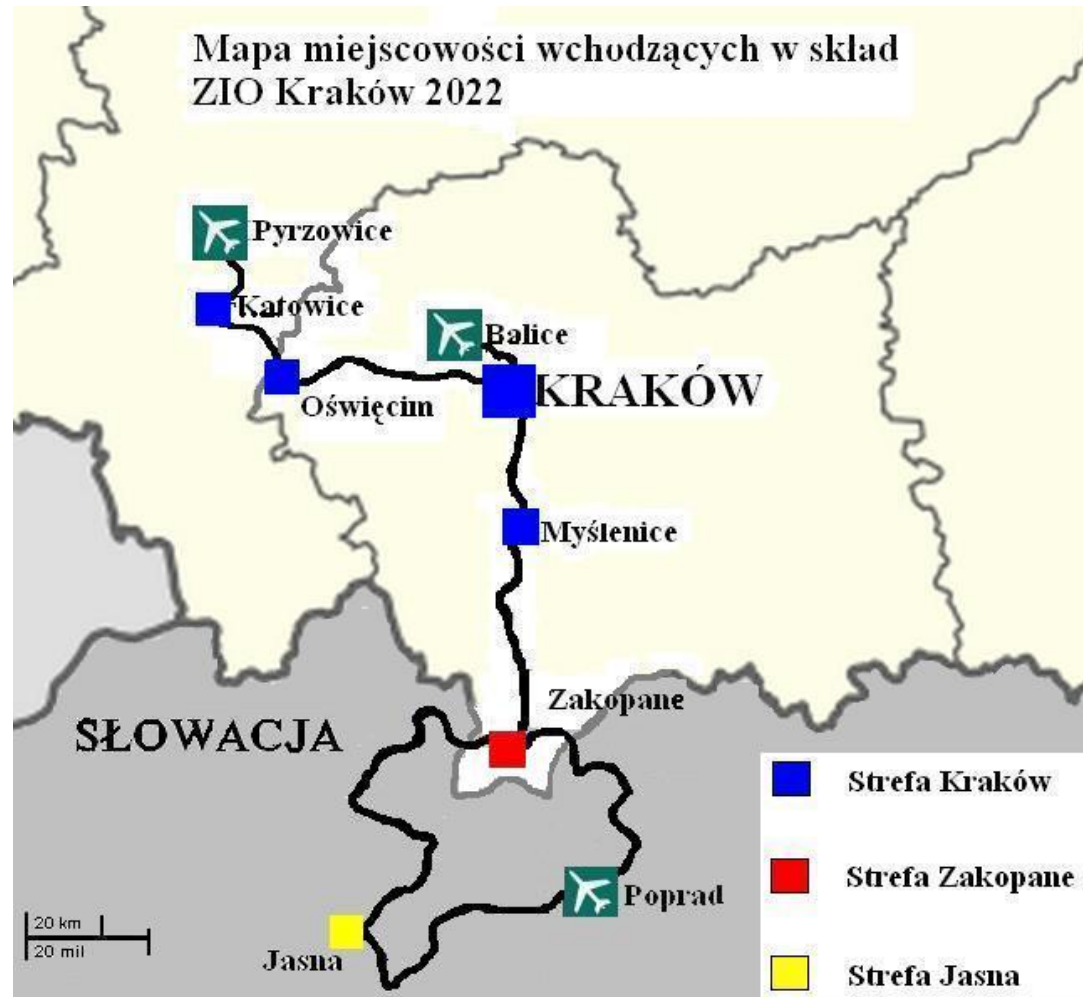 Mapa miejscowości wchodzących w skład
ZIO Kraków 2022
Pyrzowice
Katowice
Balice
KRAKÓW
Oświęcim
Myślenice
Zakopane
SŁOWACJA
Strefa Kraków
Strefa Zakopane
Poprad
20 km
20 mil
Jasna
Strefa Jasna